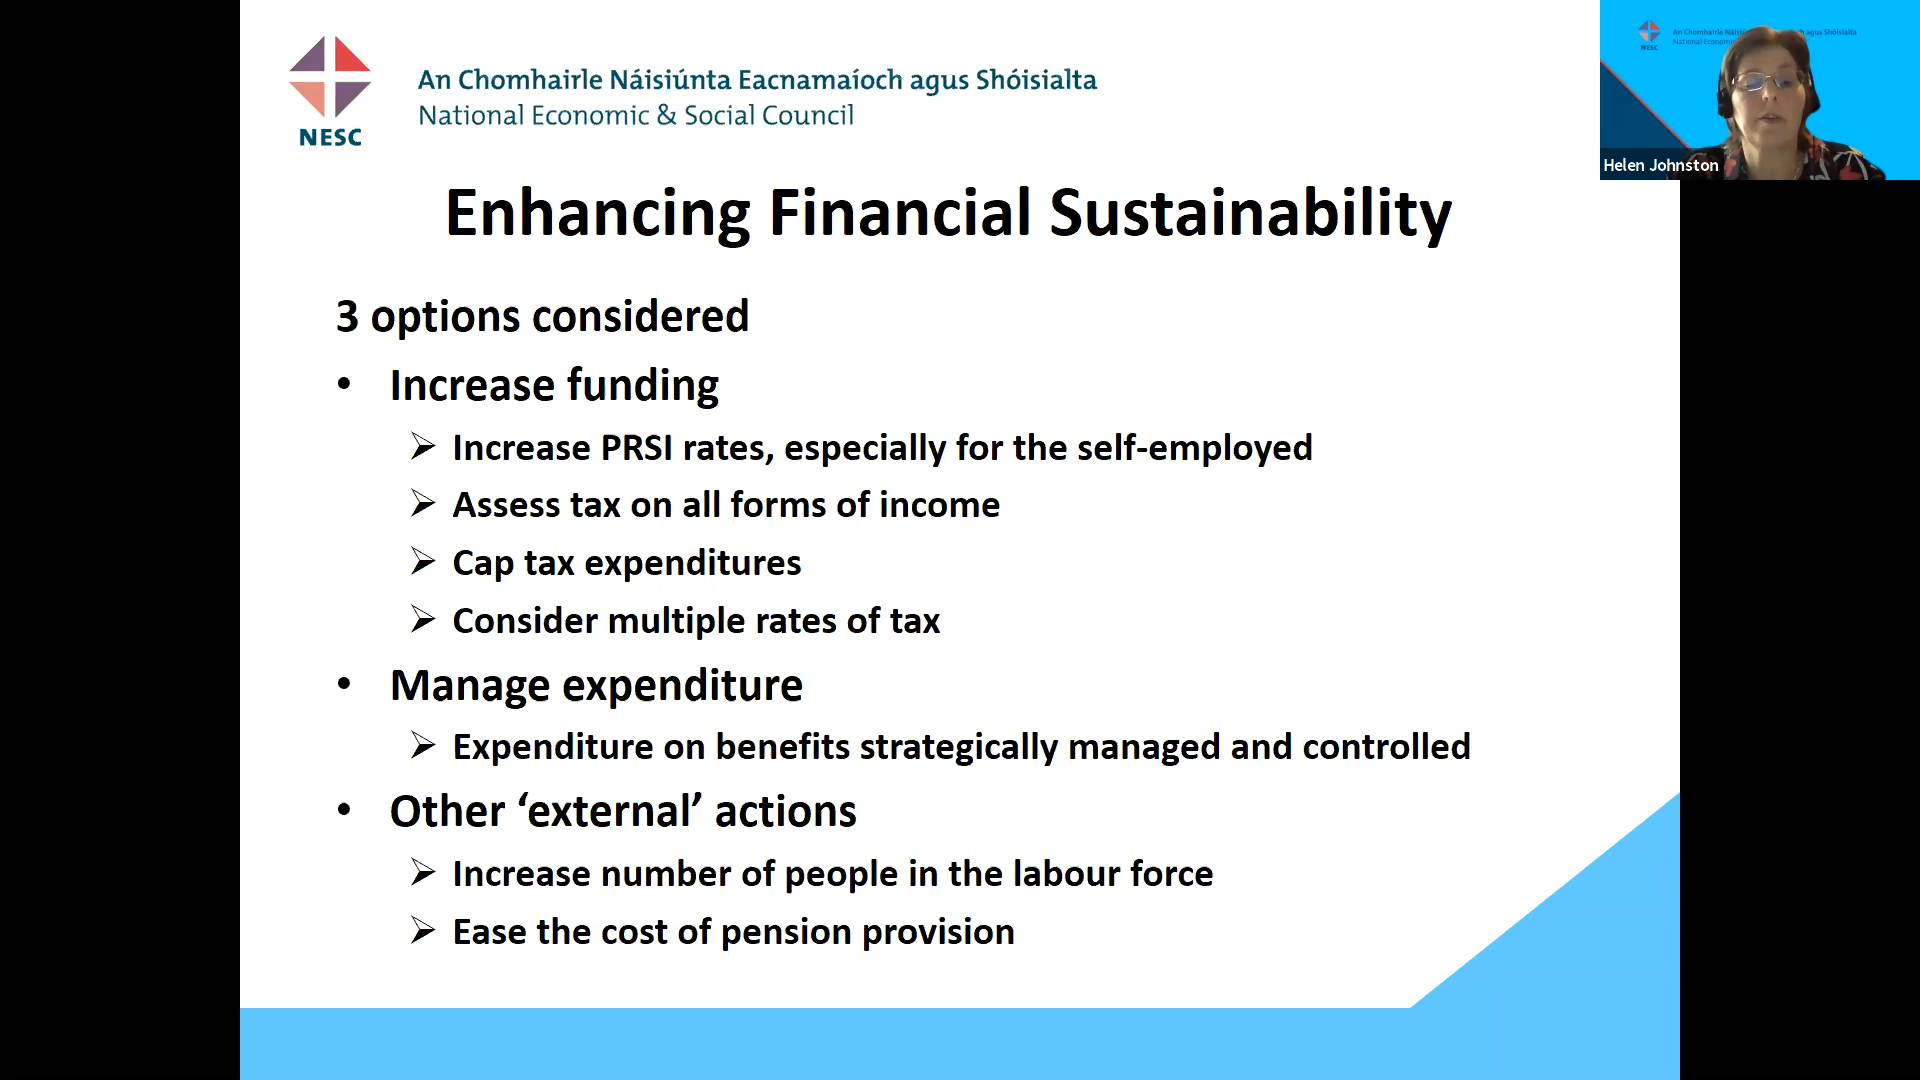 NESC
An Chomhairle Náisiúnta Eacnamaíoch agus Shóisialta
National Economic & Social Council
Helen Johnston
Enhancing Financial Sustainability
3 options considered
• Increase funding
➢ Increase PRSI rates, especially for the self-employed
➢ Assess tax on all forms of income
➢ Cap tax expenditures
➢ Consider multiple rates of tax
• Manage expenditure
➢ Expenditure on benefits strategically managed and controlled
• Other ‘external’ actions
➢ Increase number of people in the labour force
➢ Ease the cost of pension provision